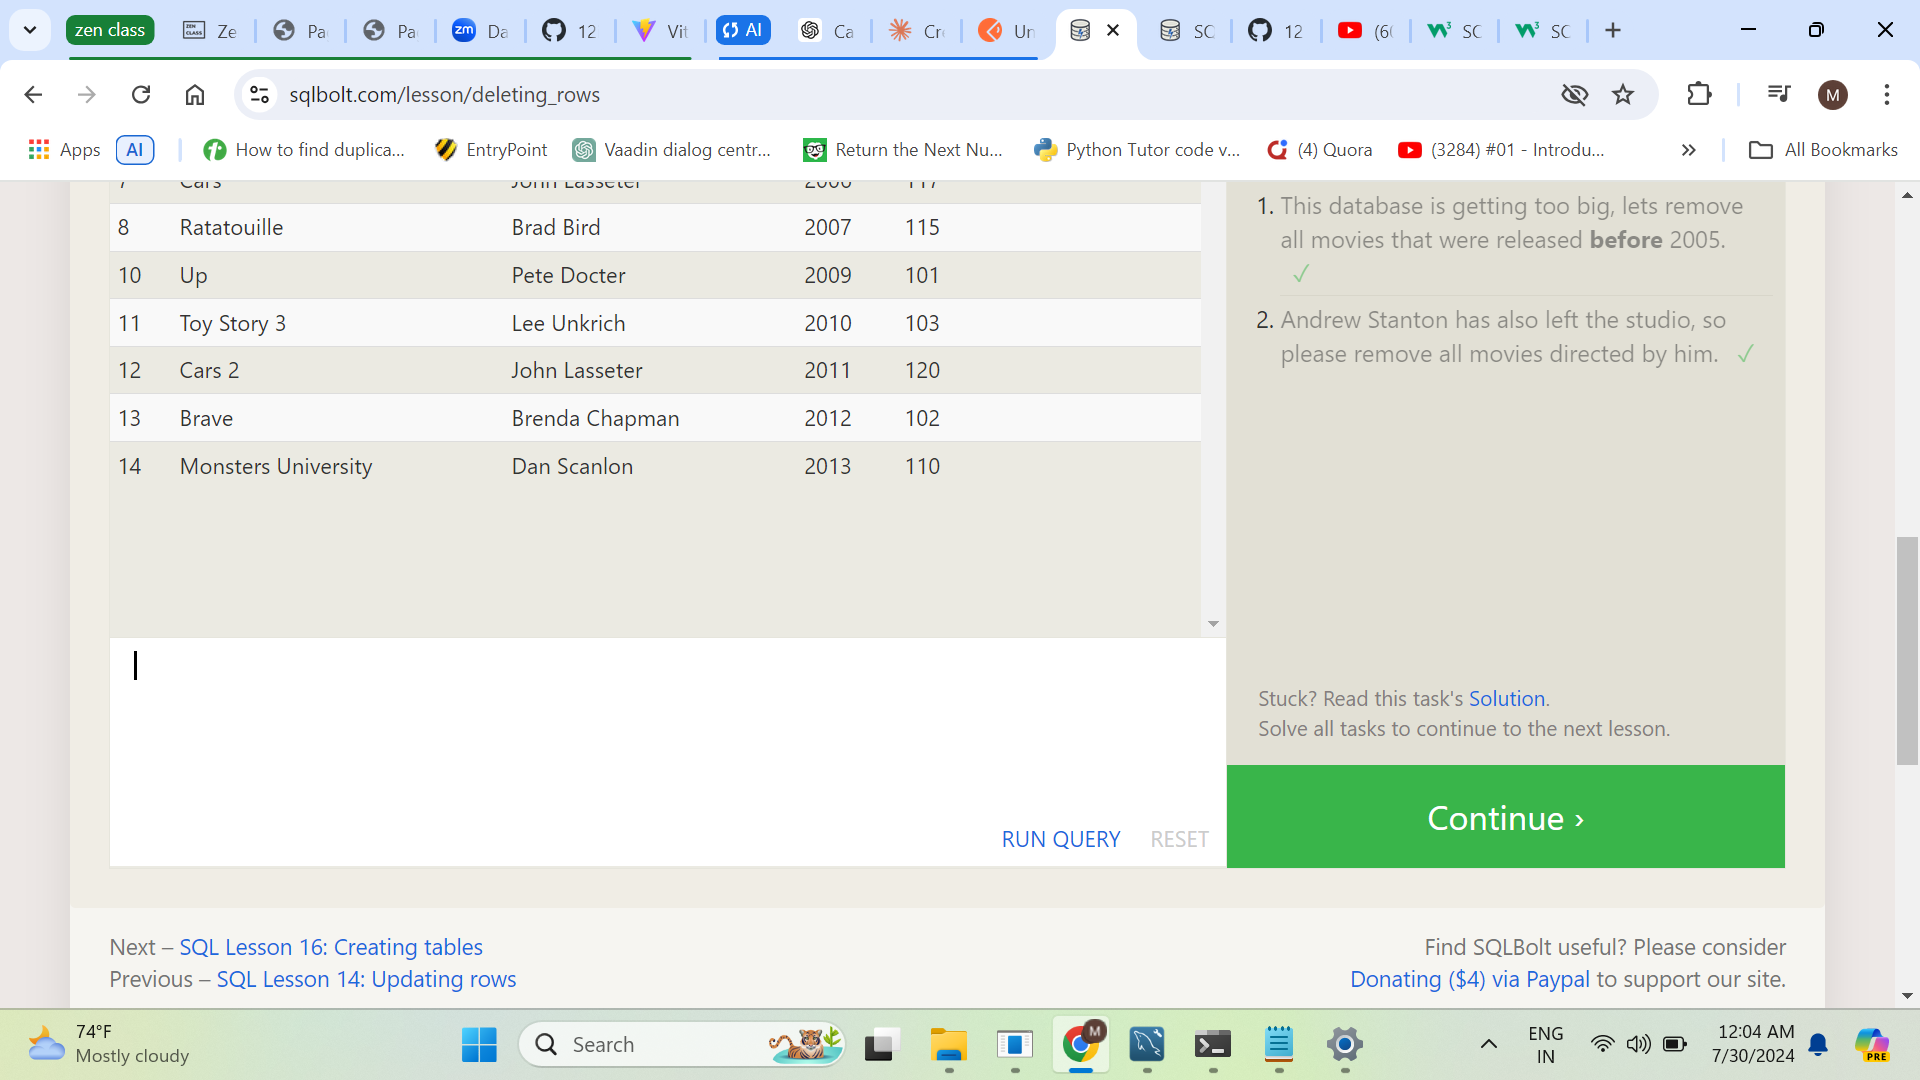 zen class
Ze
Pa
Pa
zm
Da
12
Vit
AI
Ca
Cr
Un
SC
12
(60
SC
SC
sqlbolt.com/lesson/deleting_rows
M
Apps
AI
How to find duplica...
EntryPoint
Vaadin dialog centr...
Return the Next Nu...
Python Tutor code v...
(4) Quora
(3284) #01 - Introdu...
»
All Bookmarks
7 Cars John Lasseter 2006 117
8 Ratatouille Brad Bird 2007 115
10 Up Pete Docter 2009 101
11 Toy Story 3 Lee Unkrich 2010 103
12 Cars 2 John Lasseter 2011 120
13 Brave Brenda Chapman 2012 102
14 Monsters University Dan Scanlon 2013 110
RUN QUERY RESET
1. This database is getting too big, lets remove
all movies that were released before 2005.
✓
2. Andrew Stanton has also left the studio, so
please remove all movies directed by him. ✓
Stuck? Read this task's Solution.
Solve all tasks to continue to the next lesson.
Continue ›
Next – SQL Lesson 16: Creating tables
Previous – SQL Lesson 14: Updating rows
Find SQLBolt useful? Please consider
Donating ($4) via Paypal to support our site.
74°F
Mostly cloudy
Search
M
ENG
IN
12:04 AM
7/30/2024
PRE